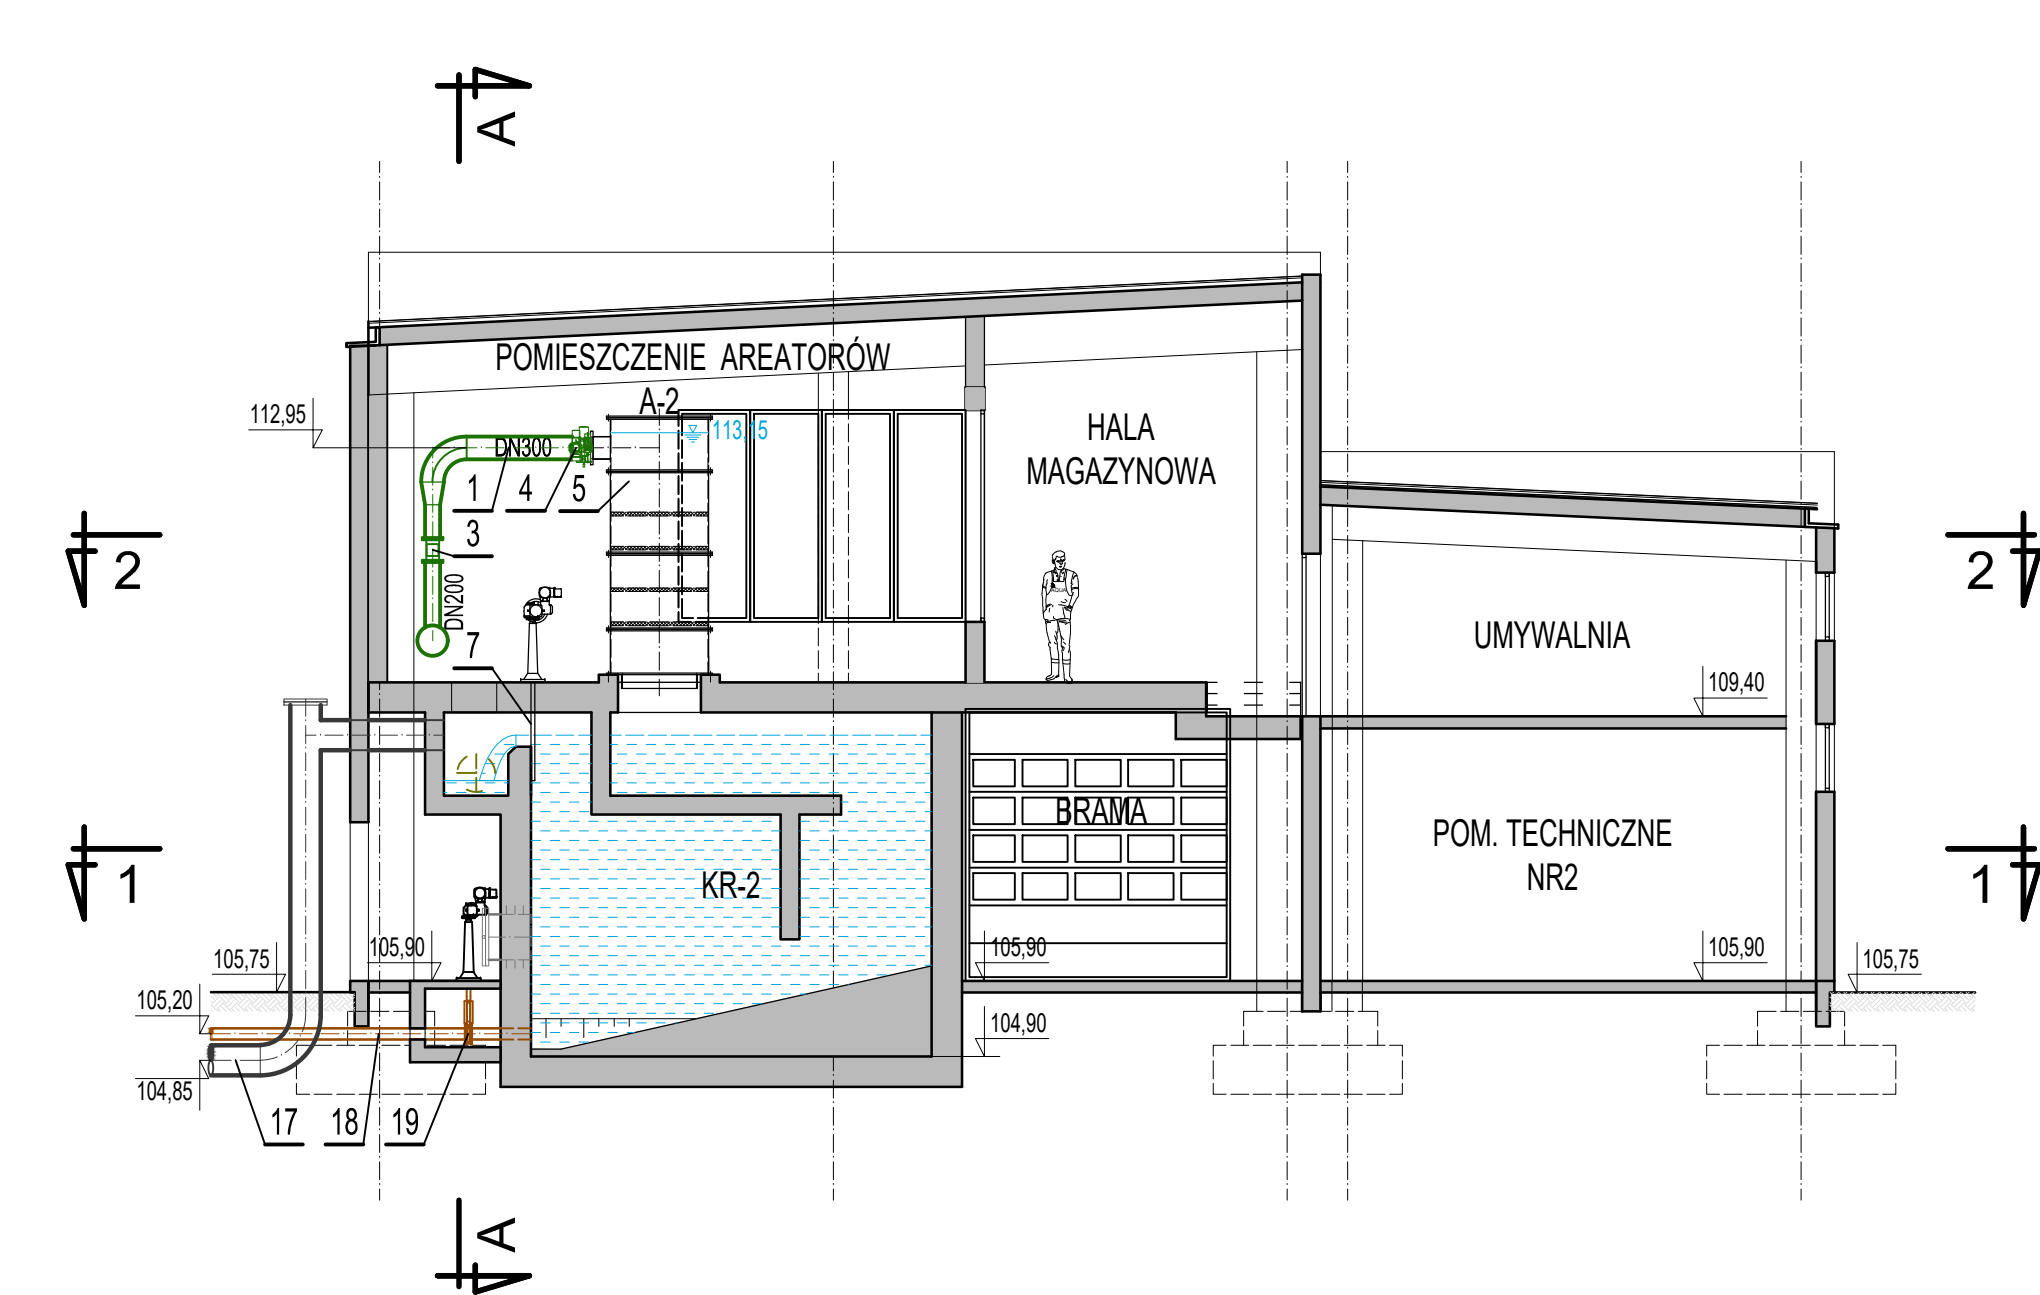 A
POMIESZCZENIE AREATORÓW
A-2
112,95
DN300
113,15
HALA
MAGAZYNOWA
1
4
5
3
2
2
DN200
7
UMYWALNIA
109,40
BRAMA
POM. TECHNICZNE
NR2
KR-2
1
1
105,75
105,90
105,90
105,90
105,75
105,20
104,90
104,85
17
18
19
A